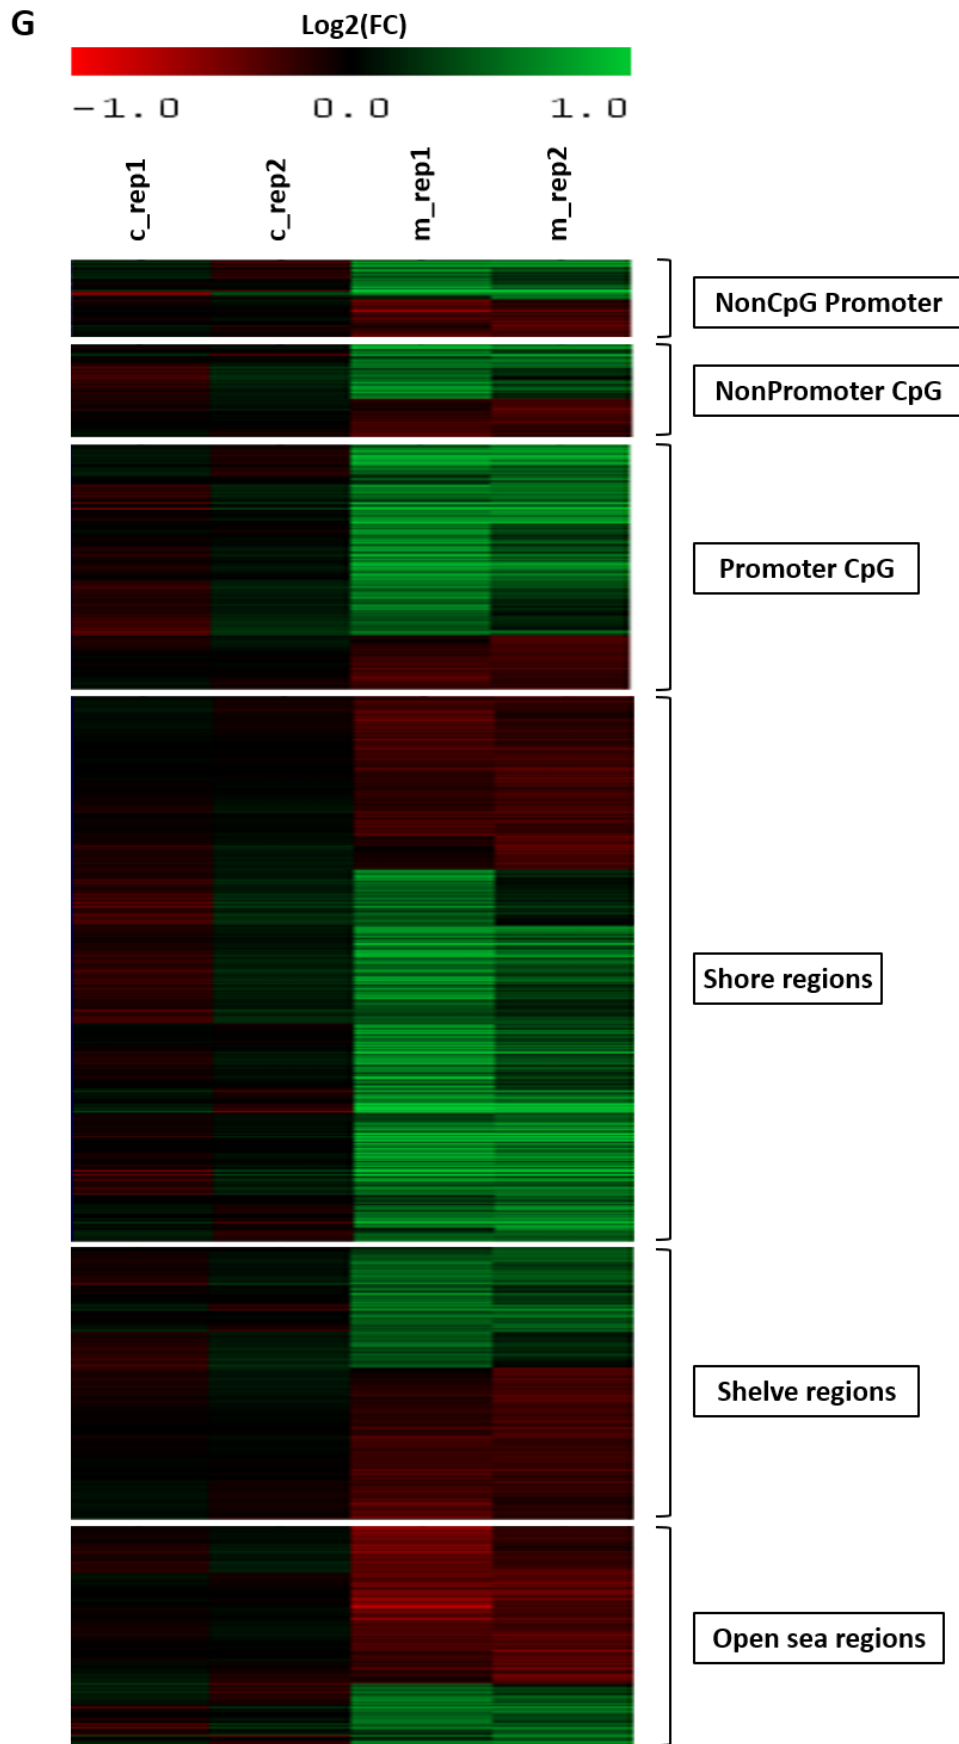 G
Log2(FC)
-1.0 0.0 1.0
c_rep1 c_rep2 m_rep1 m_rep2
NonCpG Promoter
NonPromoter CpG
Promoter CpG
Shore regions
Shelve regions
Open sea regions